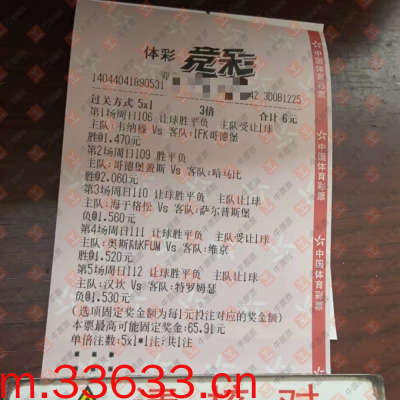 体彩 竞彩
14044041890531
42 3D081225
过关方式 5x1 3倍 合计 6元
第1场周日106 让球胜平负 主队受让1球
主队:韦纳穆 Vs 客队:IFK哥德堡
胜@1.470元
第2场周日109 胜平负
主队:哥德堡盖斯 Vs 客队:哈马比
胜@2.060元
第3场周日110 让球胜平负 主队让1球
主队:海于格松 Vs 客队:萨尔普斯堡
负@1.560元
第4场周日111 让球胜平负 主队受让1球
主队:奥斯陆KFUM Vs 客队:维京
胜@1.520元
第5场周日112 让球胜平负 主队让1球
主队:汉坎 Vs 客队:特罗姆瑟
负@1.530元
(选项固定奖金额为每1元投注对应的奖金额)
本票最高可能固定奖金:65.91元
单倍注数:5x1*1注;共1注
中国体育彩票
中国体育彩票
中国体育彩票
m.33633.cn